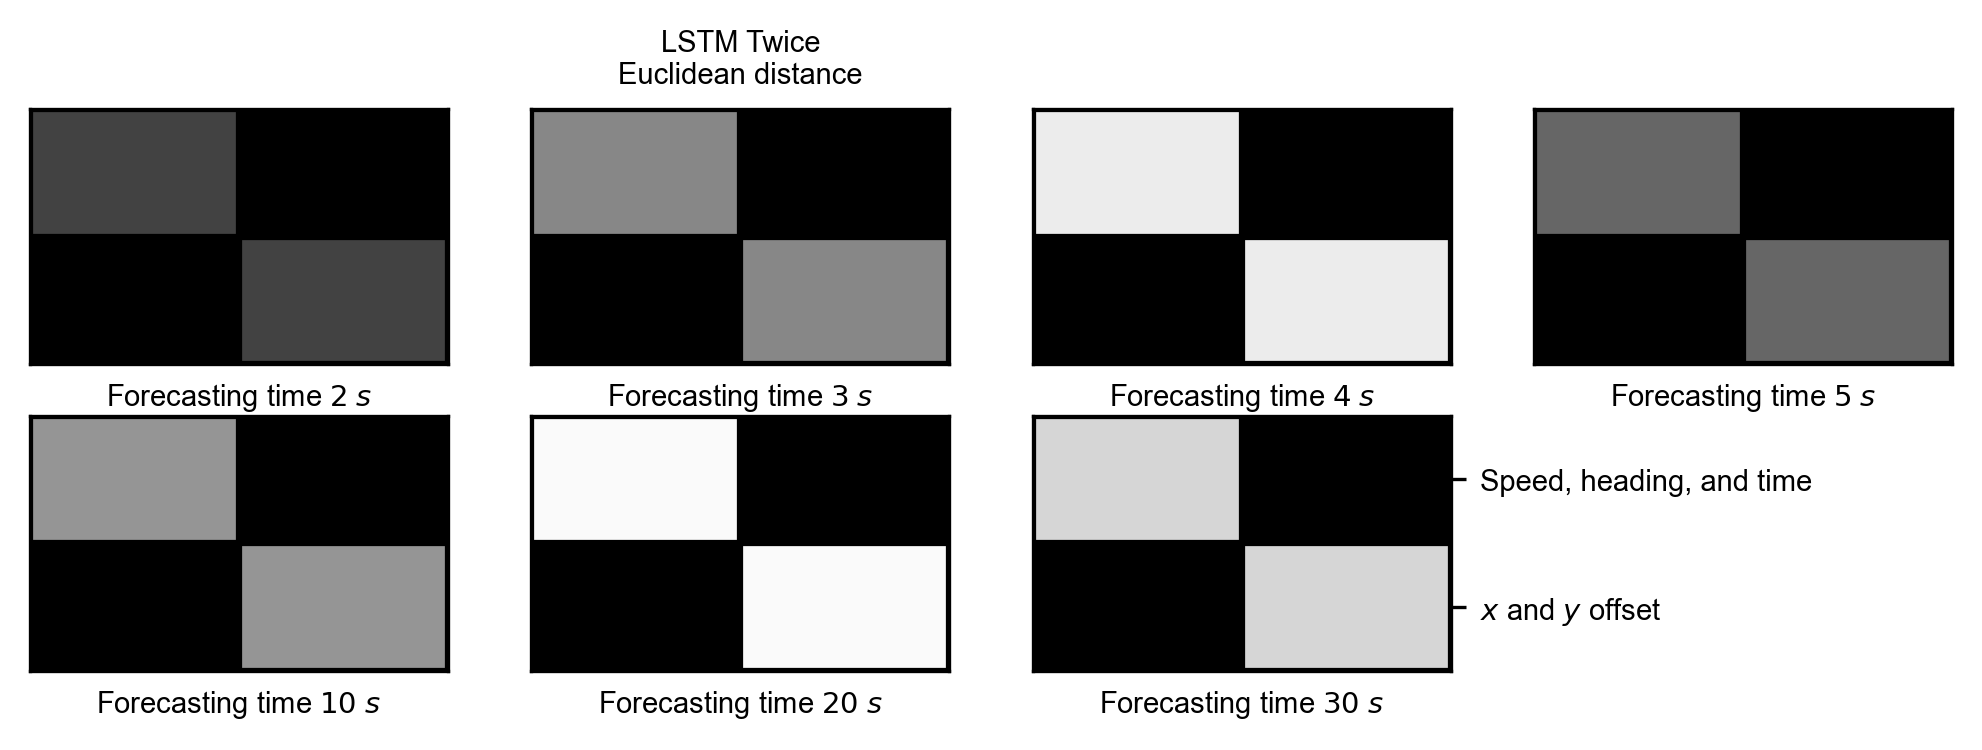 LSTM Twice
Euclidean distance
Forecasting time 2 s
Forecasting time 3 s
Forecasting time 4 s
Forecasting time 5 s
Speed, heading, and time
x and y offset
Forecasting time 10 s
Forecasting time 20 s
Forecasting time 30 s